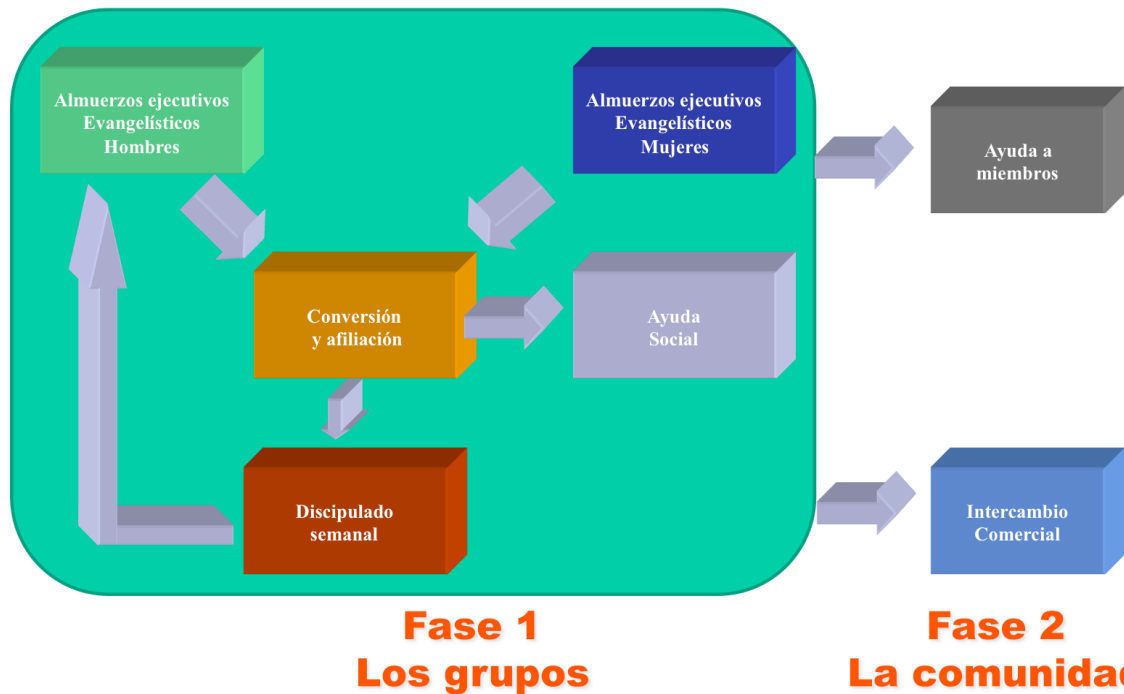 Almuerzos ejecutivos
Evangelísticos
Hombres
Almuerzos ejecutivos
Evangelísticos
Mujeres
Ayuda a
miembros
Conversión
y afiliación
Ayuda
Social
Discipulado
semanal
Intercambio
Comercial
Fase 1
Los grupos
Fase 2
La comunidad